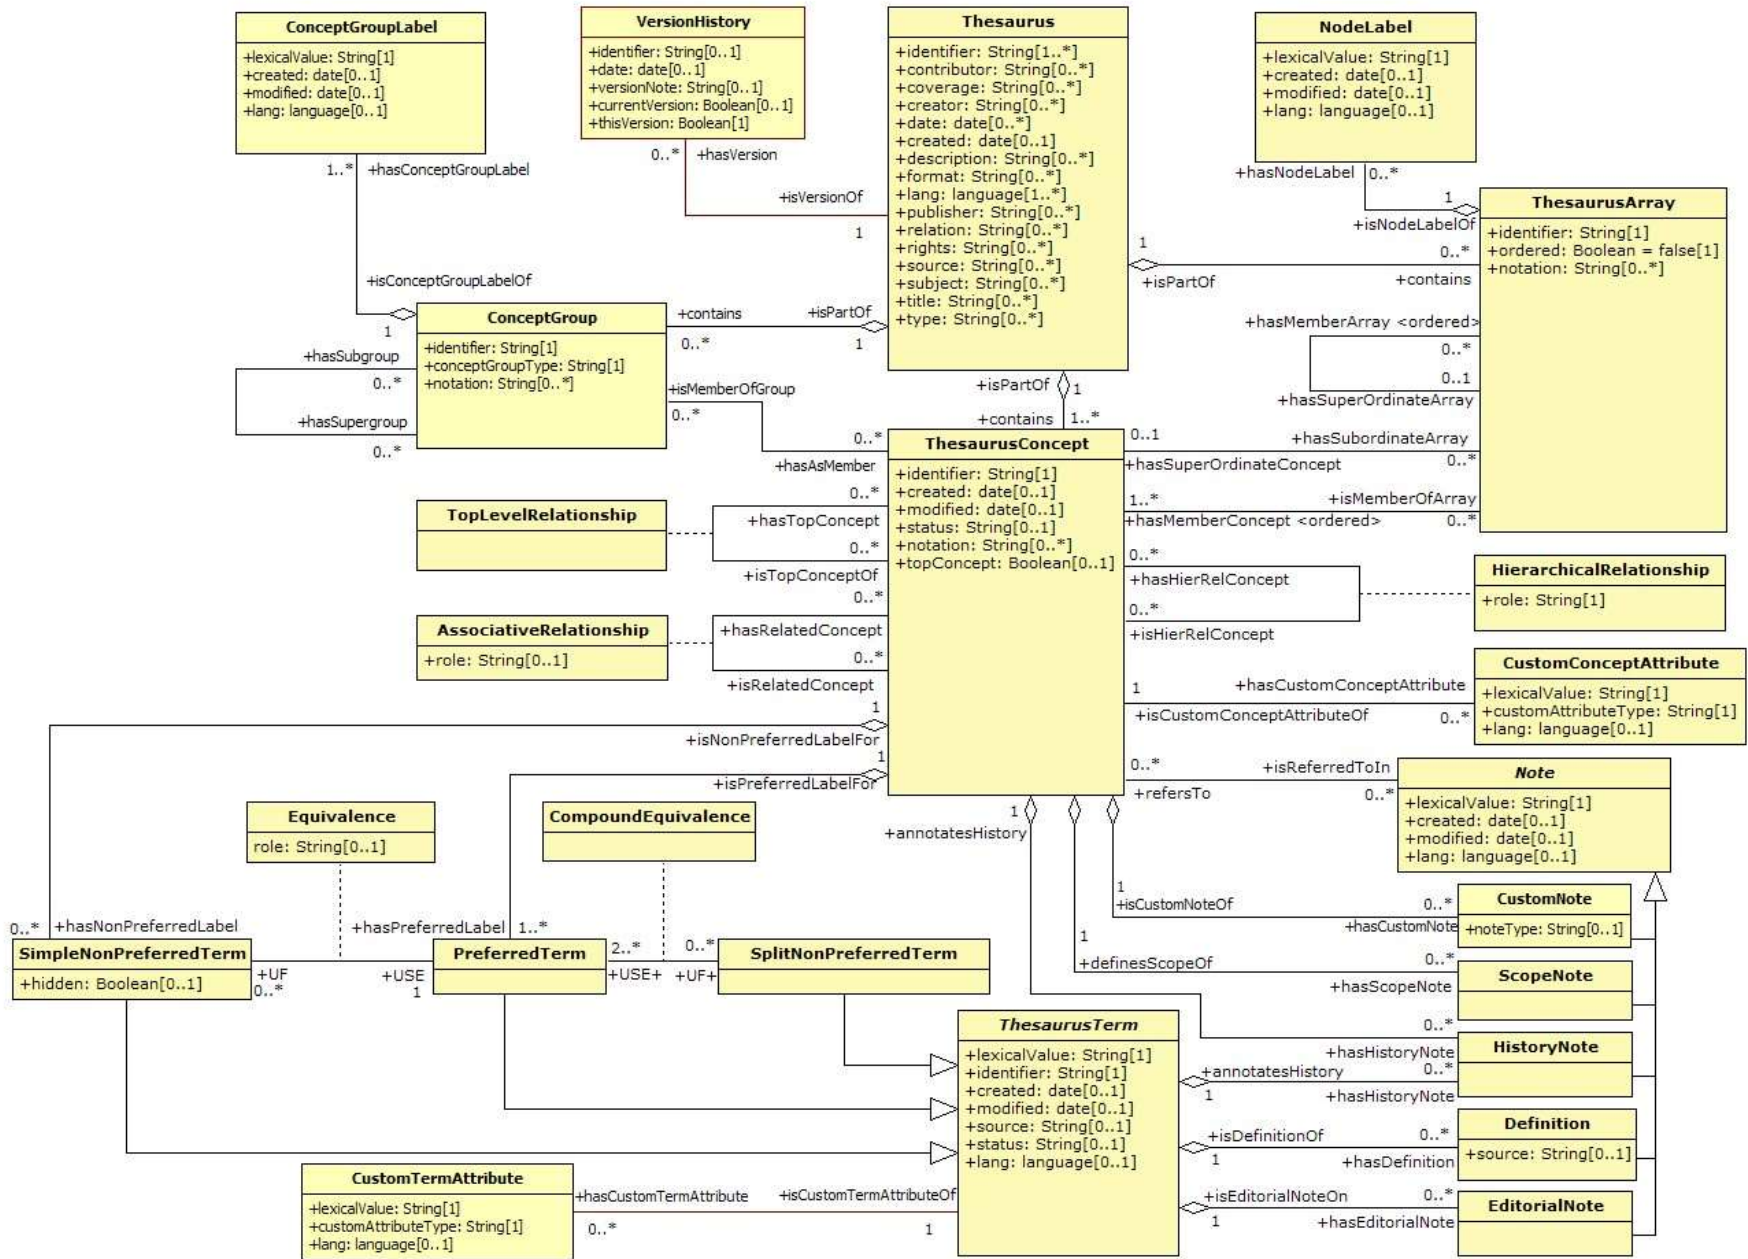 ConceptGroupLabel
+lexicalValue: String[1]
+created: date[0..1]
+modified: date[0..1]
+lang: language[0..1]
VersionHistory
+identifier: String[0..1]
+date: date[0..1]
+versionNote: String[0..1]
+currentVersion: Boolean[0..1]
+thisVersion: Boolean[1]
Thesaurus
+identifier: String[1..*]
+contributor: String[0..*]
+coverage: String[0..*]
+creator: String[0..*]
+date: date[0..*]
+created: date[0..1]
+description: String[0..*]
+format: String[0..*]
+lang: language[1..*]
+publisher: String[0..*]
+relation: String[0..*]
+rights: String[0..*]
+source: String[0..*]
+subject: String[0..*]
+title: String[0..*]
+type: String[0..*]
NodeLabel
+lexicalValue: String[1]
+created: date[0..1]
+modified: date[0..1]
+lang: language[0..1]
1..* +hasConceptGroupLabel
0..* +hasVersion
+isVersionOf
1
+hasNodeLabel 0..*
1
+isNodeLabelOf
ThesaurusArray
+identifier: String[1]
+ordered: Boolean = false[1]
+notation: String[0..*]
1
+isPartOf
0..*
+contains
+isConceptGroupLabelOf
1
ConceptGroup
+identifier: String[1]
+conceptGroupType: String[1]
+notation: String[0..*]
+contains
0..*
+isPartOf
1
+hasMemberArray <ordered>
0..*
0..1
+hasSuperOrdinateArray
+hasSubgroup
0..*
+hasSupergroup
0..*
+isMemberOfGroup
0..*
0..*
+hasAsMember
+isPartOf 1
+contains 1..*
ThesaurusConcept
+identifier: String[1]
+created: date[0..1]
+modified: date[0..1]
+status: String[0..1]
+notation: String[0..*]
+topConcept: Boolean[0..1]
0..1
+hasSubordinateArray
+hasSuperOrdinateConcept
0..*
1..*
+isMemberOfArray
+hasMemberConcept <ordered>
0..*
TopLevelRelationship
0..*
+hasTopConcept
0..*
+isTopConceptOf
AssociativeRelationship
+role: String[0..1]
0..*
+hasRelatedConcept
0..*
+isRelatedConcept
0..*
+hasHierRelConcept
0..*
+isHierRelConcept
HierarchicalRelationship
+role: String[1]
1
+hasCustomConceptAttribute
+isCustomConceptAttributeOf
0..*
CustomConceptAttribute
+lexicalValue: String[1]
+customAttributeType: String[1]
+lang: language[0..1]
1
+isNonPreferredLabelFor
1
+isPreferredLabelFor
0..*
+isReferredToIn
+refersTo
0..*
Note
+lexicalValue: String[1]
+created: date[0..1]
+modified: date[0..1]
+lang: language[0..1]
Equivalence
role: String[0..1]
CompoundEquivalence
1
+annotatesHistory
1
+isCustomNoteOf
0..*
+hasCustomNote
CustomNote
+noteType: String[0..1]
0..* +hasNonPreferredLabel
+hasPreferredLabel 1..*
SimpleNonPreferredTerm
+hidden: Boolean[0..1]
+UF
0..*
+USE
1
PreferredTerm
2..*
+USE+
0..*
+UF+
SplitNonPreferredTerm
1
+definesScopeOf
0..*
+hasScopeNote
ScopeNote
0..*
+hasHistoryNote
HistoryNote
ThesaurusTerm
+lexicalValue: String[1]
+identifier: String[1]
+created: date[0..1]
+modified: date[0..1]
+source: String[0..1]
+status: String[0..1]
+lang: language[0..1]
+annotatesHistory
1
0..*
+hasHistoryNote
+isDefinitionOf
1
0..*
+hasDefinition
Definition
+source: String[0..1]
+isEditorialNoteOn
1
0..*
+hasEditorialNote
EditorialNote
CustomTermAttribute
+lexicalValue: String[1]
+customAttributeType: String[1]
+lang: language[0..1]
+hasCustomTermAttribute
0..*
+isCustomTermAttributeOf
1